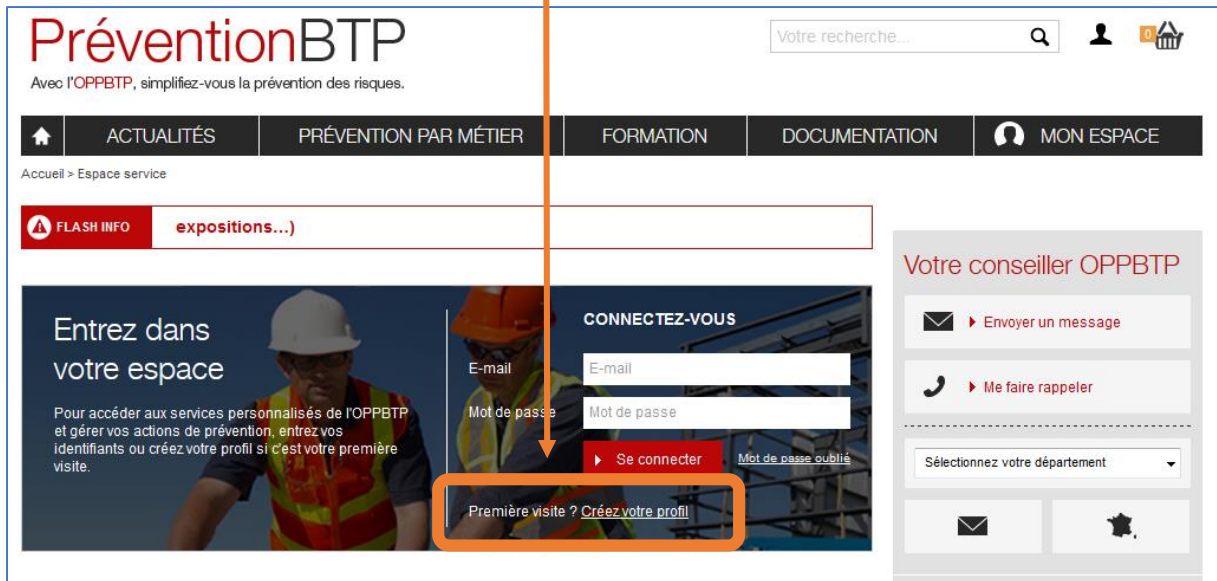 PréventionBTP
Avec l'OPPBTP, simplifiez-vous la prévention des risques.
Votre recherche...
0
ACTUALITÉS
PRÉVENTION PAR MÉTIER
FORMATION
DOCUMENTATION
MON ESPACE
Accueil > Espace service
FLASH INFO
expositions...)
Entrez dans
votre espace
Pour accéder aux services personnalisés de l'OPPBTP
et gérer vos actions de prévention, entrez vos
identifiants ou créez votre profil si c'est votre première
visite.
CONNECTEZ-VOUS
E-mail
E-mail
Mot de passe
Mot de passe
Se connecter
Mot de passe oublié
Première visite ? Créez votre profil
Votre conseiller OPPBTP
Envoyer un message
Me faire rappeler
Sélectionnez votre département